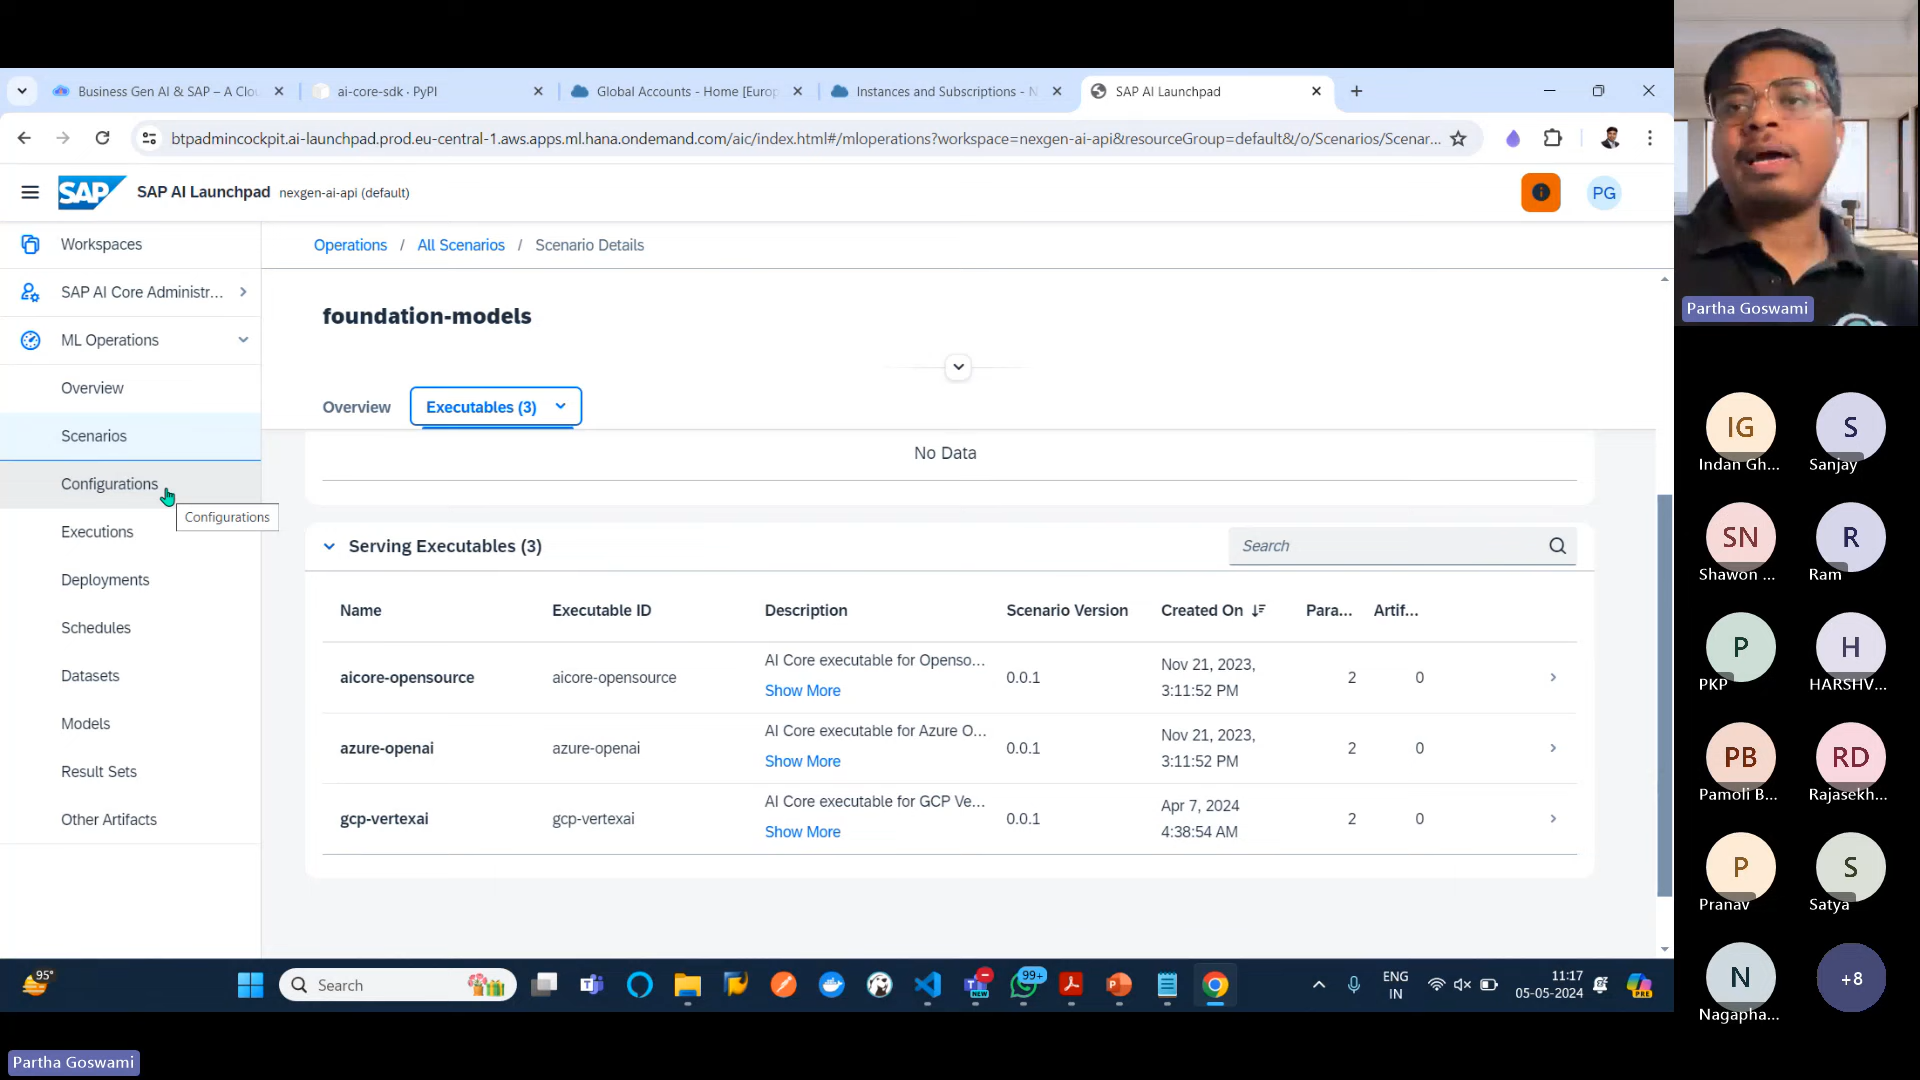 Business Gen AI & SAP – A Clo
ai-core-sdk · PyPI
Global Accounts - Home [Europ
Instances and Subscriptions - N
SAP AI Launchpad
btpadmincockpit.ai-launchpad.prod.eu-central-1.aws.apps.ml.hana.ondemand.com/aic/index.html#/mloperations?workspace=nexgen-ai-api&resourceGroup=default&/o/Scenarios/Scenar...
SAP
SAP AI Launchpad
nexgen-ai-api (default)
PG
Partha Goswami
Workspaces
SAP AI Core Administr...
ML Operations
Overview
Scenarios
Configurations
Configurations
Executions
Deployments
Schedules
Datasets
Models
Result Sets
Other Artifacts
Operations / All Scenarios / Scenario Details
foundation-models
Overview
Executables (3)
No Data
Serving Executables (3)
Search
Name
Executable ID
Description
Scenario Version
Created On
Para...
Artif...
aicore-opensource
aicore-opensource
AI Core executable for Openso...
Show More
0.0.1
Nov 21, 2023,
3:11:52 PM
2
0
azure-openai
azure-openai
AI Core executable for Azure O...
Show More
0.0.1
Nov 21, 2023,
3:11:52 PM
2
0
gcp-vertexai
gcp-vertexai
AI Core executable for GCP Ve...
Show More
0.0.1
Apr 7, 2024
4:38:54 AM
2
0
IG
Indan Gh...
S
Sanjay
SN
Shawon ...
R
Ram
P
PKP
H
HARSHV...
PB
Pamoli B...
RD
Rajasekh...
P
Pranav
S
Satya
N
Nagapha...
+8
95°
Search
NEW
99+
ENG
IN
11:17
05-05-2024
PRE
Partha Goswami